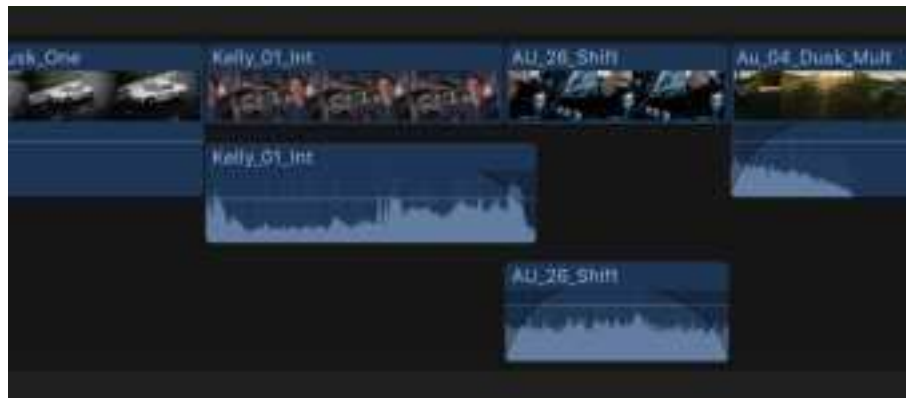 usk_One
Kelly_01_Int
AU_26_Shift
Au_04_Dusk_Mult
Kelly_01_Int
AU_26_Shift